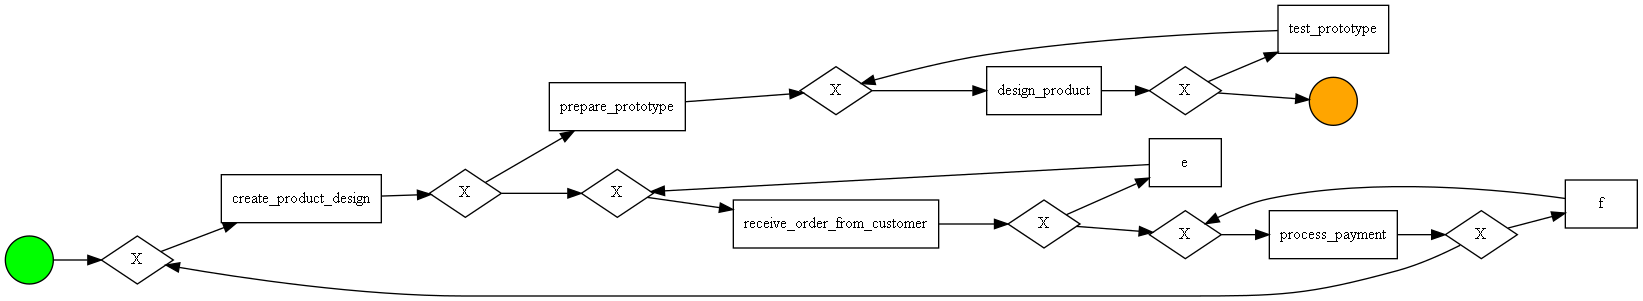 test_prototype
X
design_product
X
prepare_prototype
e
create_product_design
X
X
f
receive_order_from_customer
X
X
process_payment
X
X